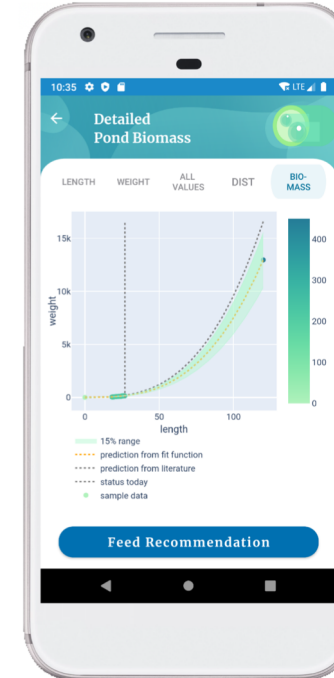 10:35
LTE
Detailed
Pond Biomass
LENGTH
WEIGHT
ALL
VALUES
DIST
BIO-
MASS
15k
10k
5k
0
weight
0
50
100
length
400
300
200
100
0
15% range
prediction from fit function
prediction from literature
status today
sample data
Feed Recommendation